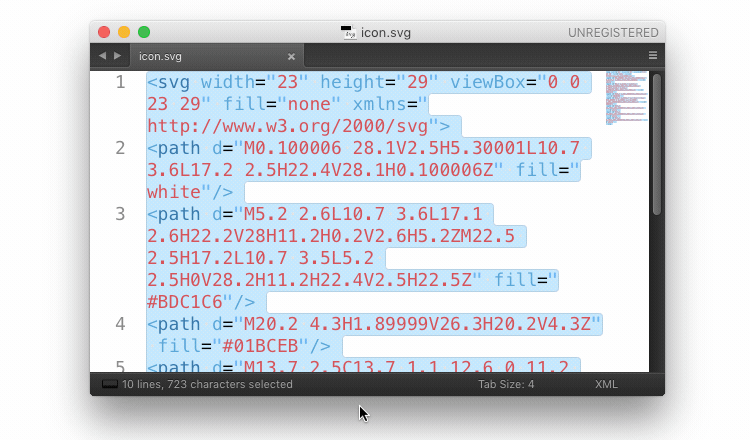 icon.svg
UNREGISTERED
icon.svg
1 <svg width="23" height="29" viewBox="0 0
23 29" fill="none" xmlns="
http://www.w3.org/2000/svg">
2 <path d="M0.100006 28.1V2.5H5.30001L10.7
3.6L17.2 2.5H22.4V28.1H0.100006Z" fill="
white"/>
3 <path d="M5.2 2.6L10.7 3.6L17.1
2.6H22.2V28H11.2H0.2V2.6H5.2ZM22.5
2.5H17.2L10.7 3.5L5.2
2.5H0V28.2H11.2H22.4V2.5H22.5Z" fill="
#BDC1C6"/>
4 <path d="M20.2 4.3H1.89999V26.3H20.2V4.3Z"
fill="#01BCEB"/>
5 <path d="M13.7 2.5C13.7 1.1 12.6 0 11.2
10 lines, 723 characters selected
Tab Size: 4
XML